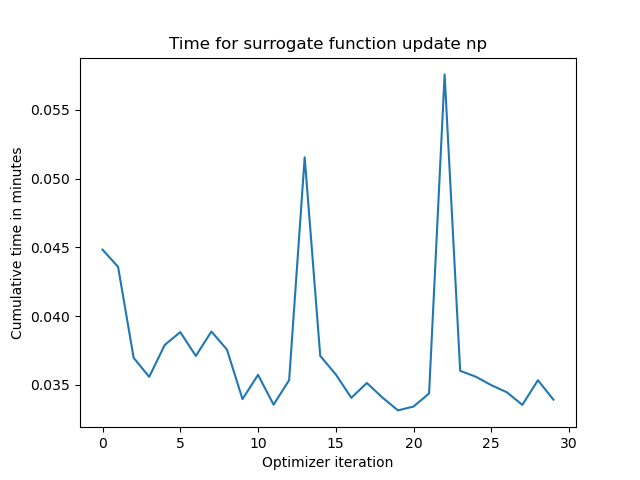 Time for surrogate function update np
Cumulative time in minutes
0.055
0.050
0.045
0.040
0.035
0 5 10 15 20 25 30
Optimizer iteration